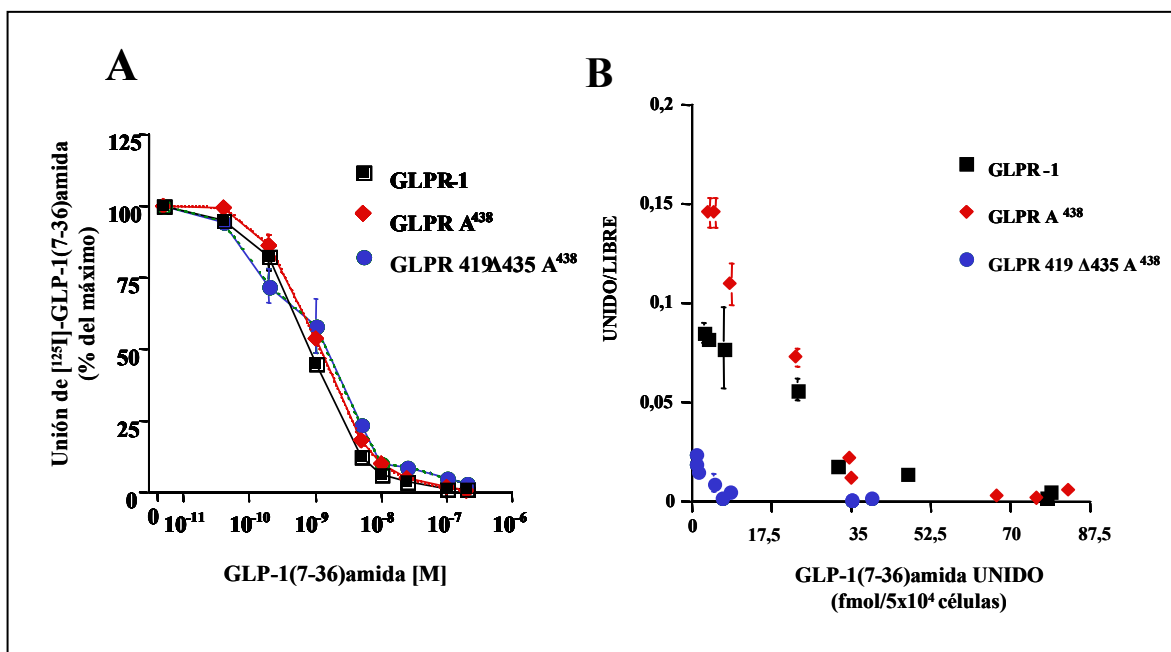 A
Unión de [¹²⁵I]-GLP-1(7-36)amida
(% del máximo)
125
100
75
50
25
0
0 10⁻¹¹ 10⁻¹⁰ 10⁻⁹ 10⁻⁸ 10⁻⁷ 10⁻⁶
GLP-1(7-36)amida [M]
GLPR-1
GLPR A⁴³⁸
GLPR 419Δ435 A⁴³⁸
B
UNIDO/LIBRE
0,2
0,15
0,1
0,05
0
0 17,5 35 52,5 70 87,5
GLP-1(7-36)amida UNIDO
(fmol/5x10⁴ células)
GLPR-1
GLPR A⁴³⁸
GLPR 419 Δ435 A⁴³⁸